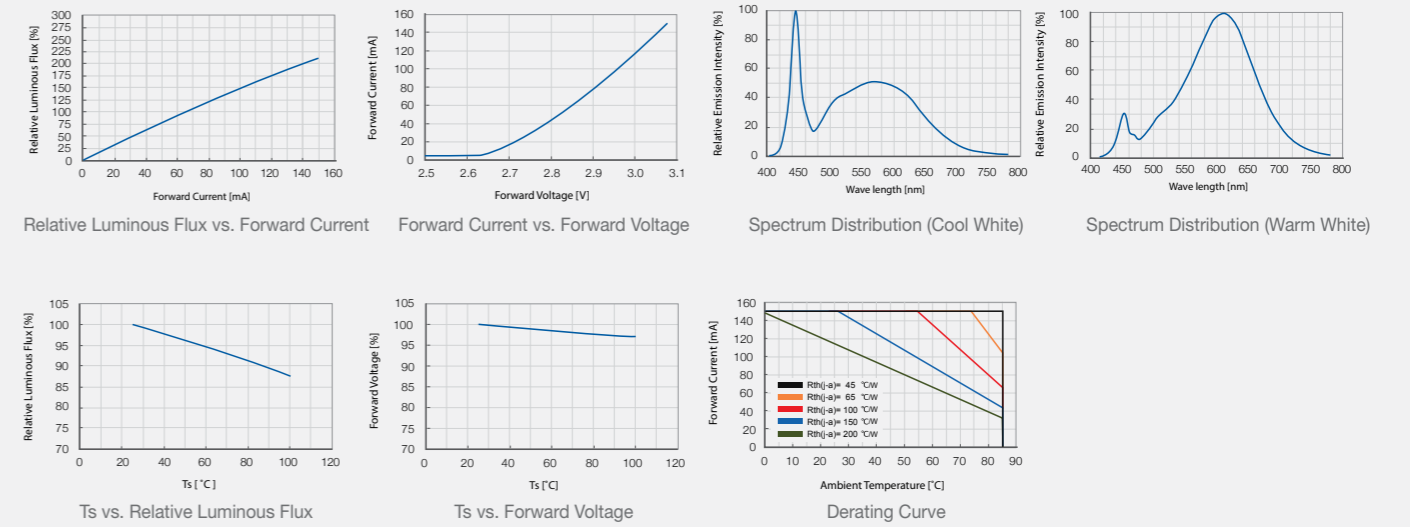 Relative Luminous Flux [%]
300
275
250
225
200
175
150
125
100
75
50
25
0
0 20 40 60 80 100 120 140 160
Forward Current [mA]
Relative Luminous Flux vs. Forward Current
Forward Current [mA]
160
140
120
100
80
60
40
20
0
2.5 2.6 2.7 2.8 2.9 3.0 3.1
Forward Voltage [V]
Forward Current vs. Forward Voltage
Relative Emission Intensity [%]
100
80
60
40
20
0
400 450 500 550 600 650 700 750 800
Wave length [nm]
Spectrum Distribution (Cool White)
Relative Emission Intensity [%]
100
80
60
40
20
0
400 450 500 550 600 650 700 750 800
Wave length [nm]
Spectrum Distribution (Warm White)
Relative Luminous Flux [%]
105
100
95
90
85
80
75
70
0 20 40 60 80 100 120
Ts [ ˚C ]
Ts vs. Relative Luminous Flux
Forward Voltage [%]
105
100
95
90
85
80
75
70
0 20 40 60 80 100 120
Ts [˚C]
Ts vs. Forward Voltage
Forward Current [mA]
160
140
120
100
80
60
40
20
0
Rth(j-a)= 45 ℃/W
Rth(j-a)= 65 ℃/W
Rth(j-a)= 100 ℃/W
Rth(j-a)= 150 ℃/W
Rth(j-a)= 200 ℃/W
0 10 20 30 40 50 60 70 80 90
Ambient Temperature [˚C]
Derating Curve